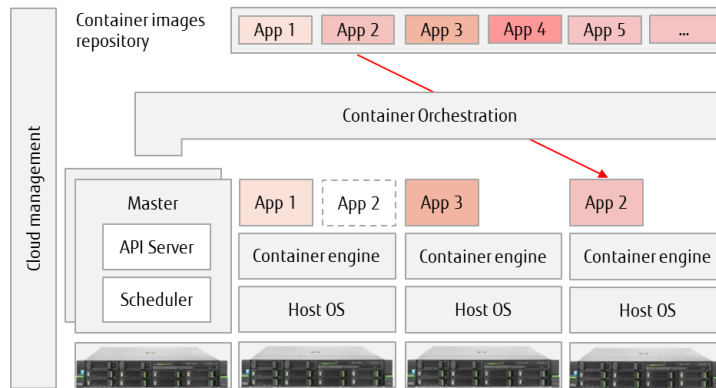 Container images
repository
App 1
App 2
App 3
App 4
App 5
...
Container Orchestration
Cloud management
Master
API Server
Scheduler
App 1
App 2
App 3
App 2
Container engine
Container engine
Container engine
Host OS
Host OS
Host OS